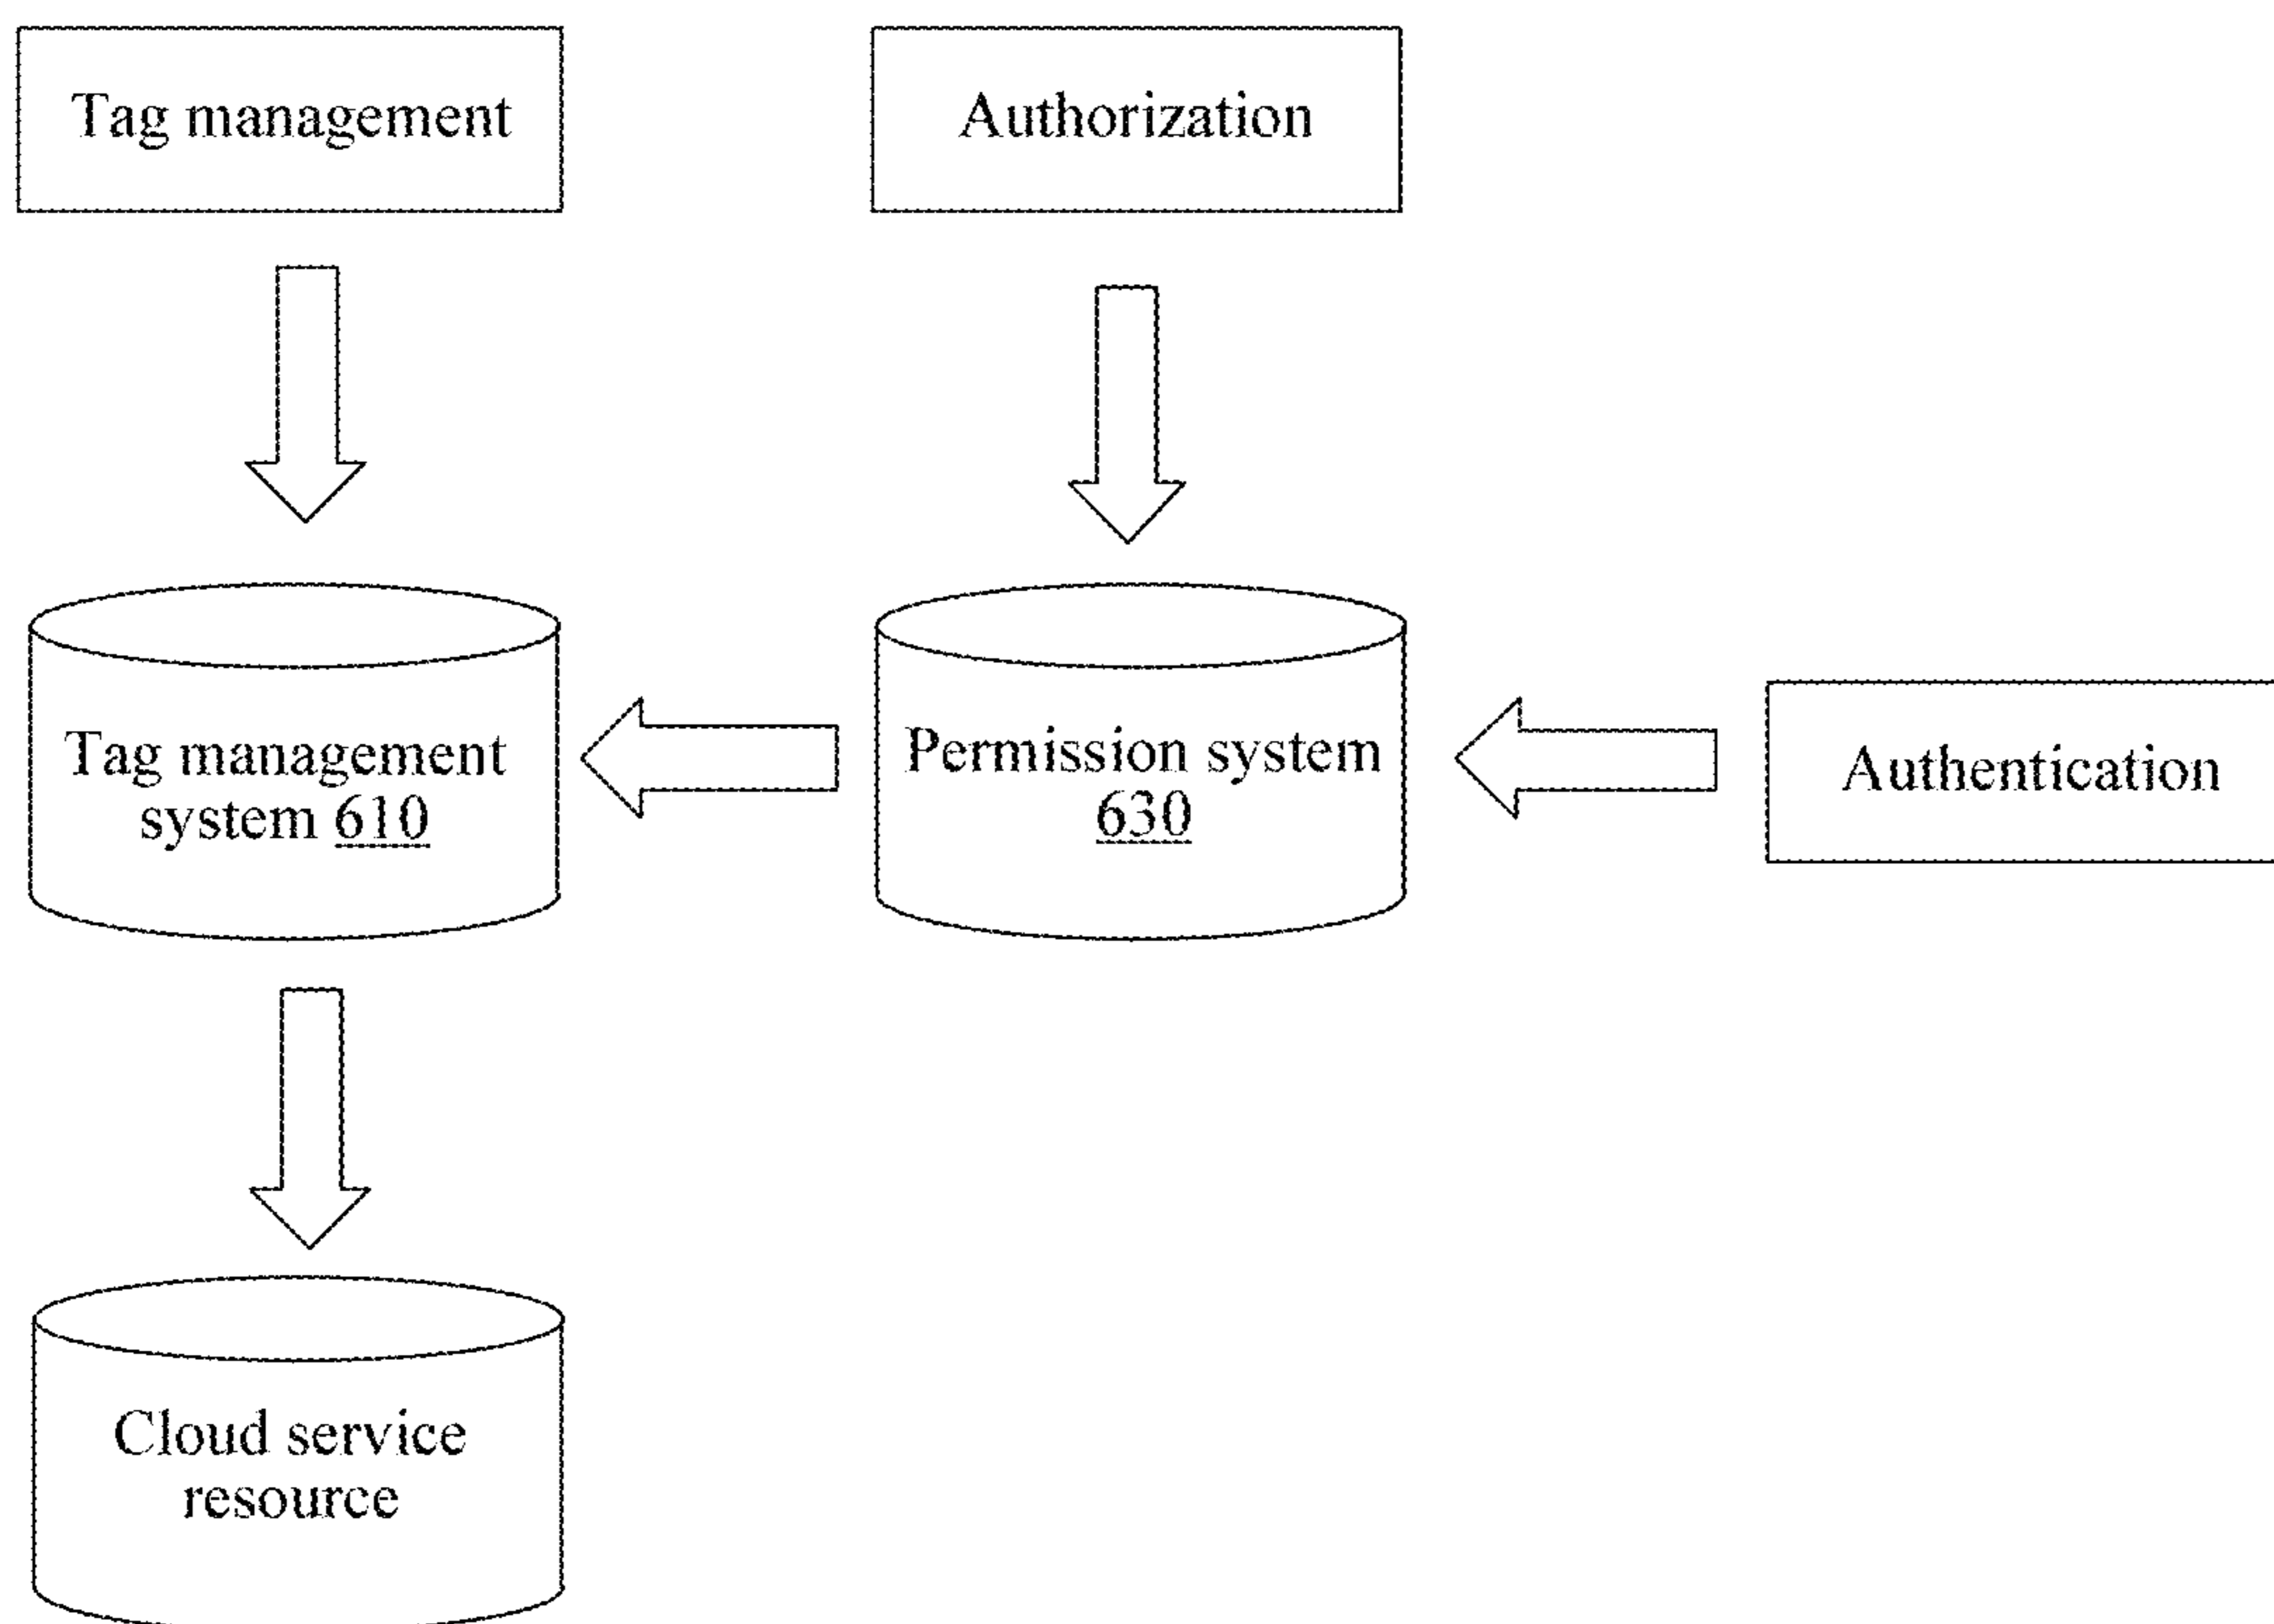 Tag management
Authorization
Tag management
system 610
Permission system
630
Authentication
Cloud service
resource